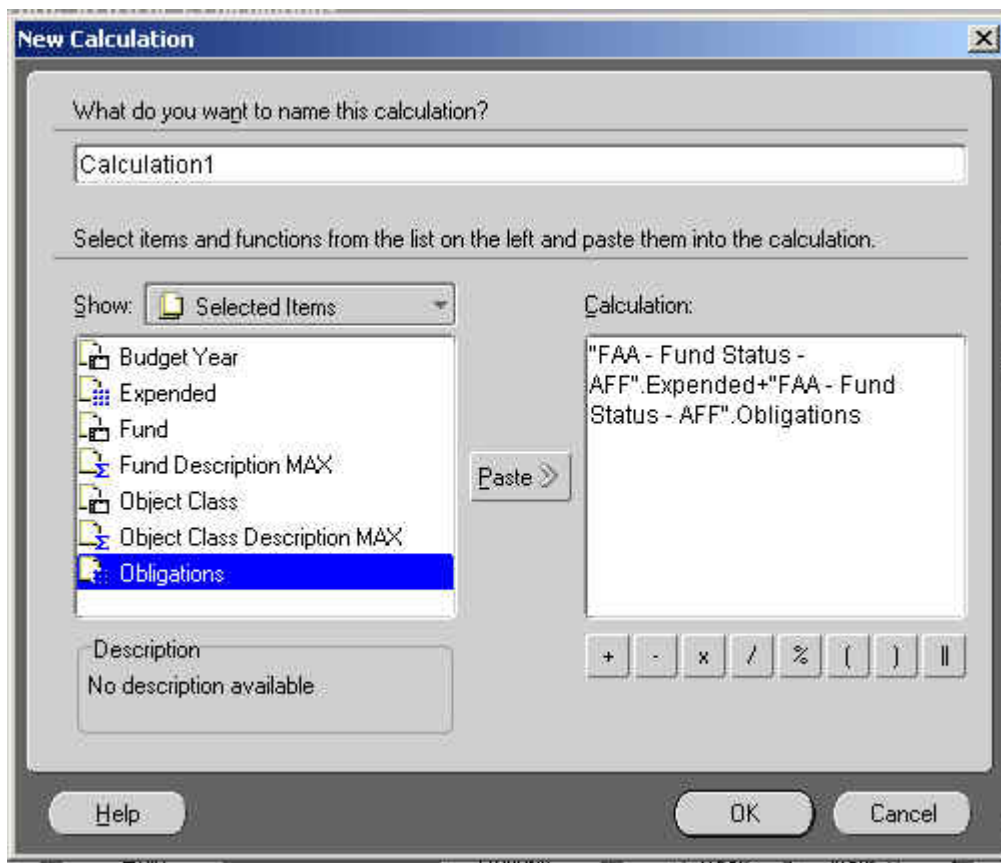 New Calculation
What do you want to name this calculation?
Calculation1
Select items and functions from the list on the left and paste them into the calculation.
Show: Selected Items
Calculation:
Budget Year
Expended
Fund
Fund Description MAX
Object Class
Object Class Description MAX
Obligations
Paste
"FAA - Fund Status -
AFF".Expended+"FAA - Fund
Status - AFF".Obligations
+ - x / % ( ) ||
Description
No description available
Help OK Cancel